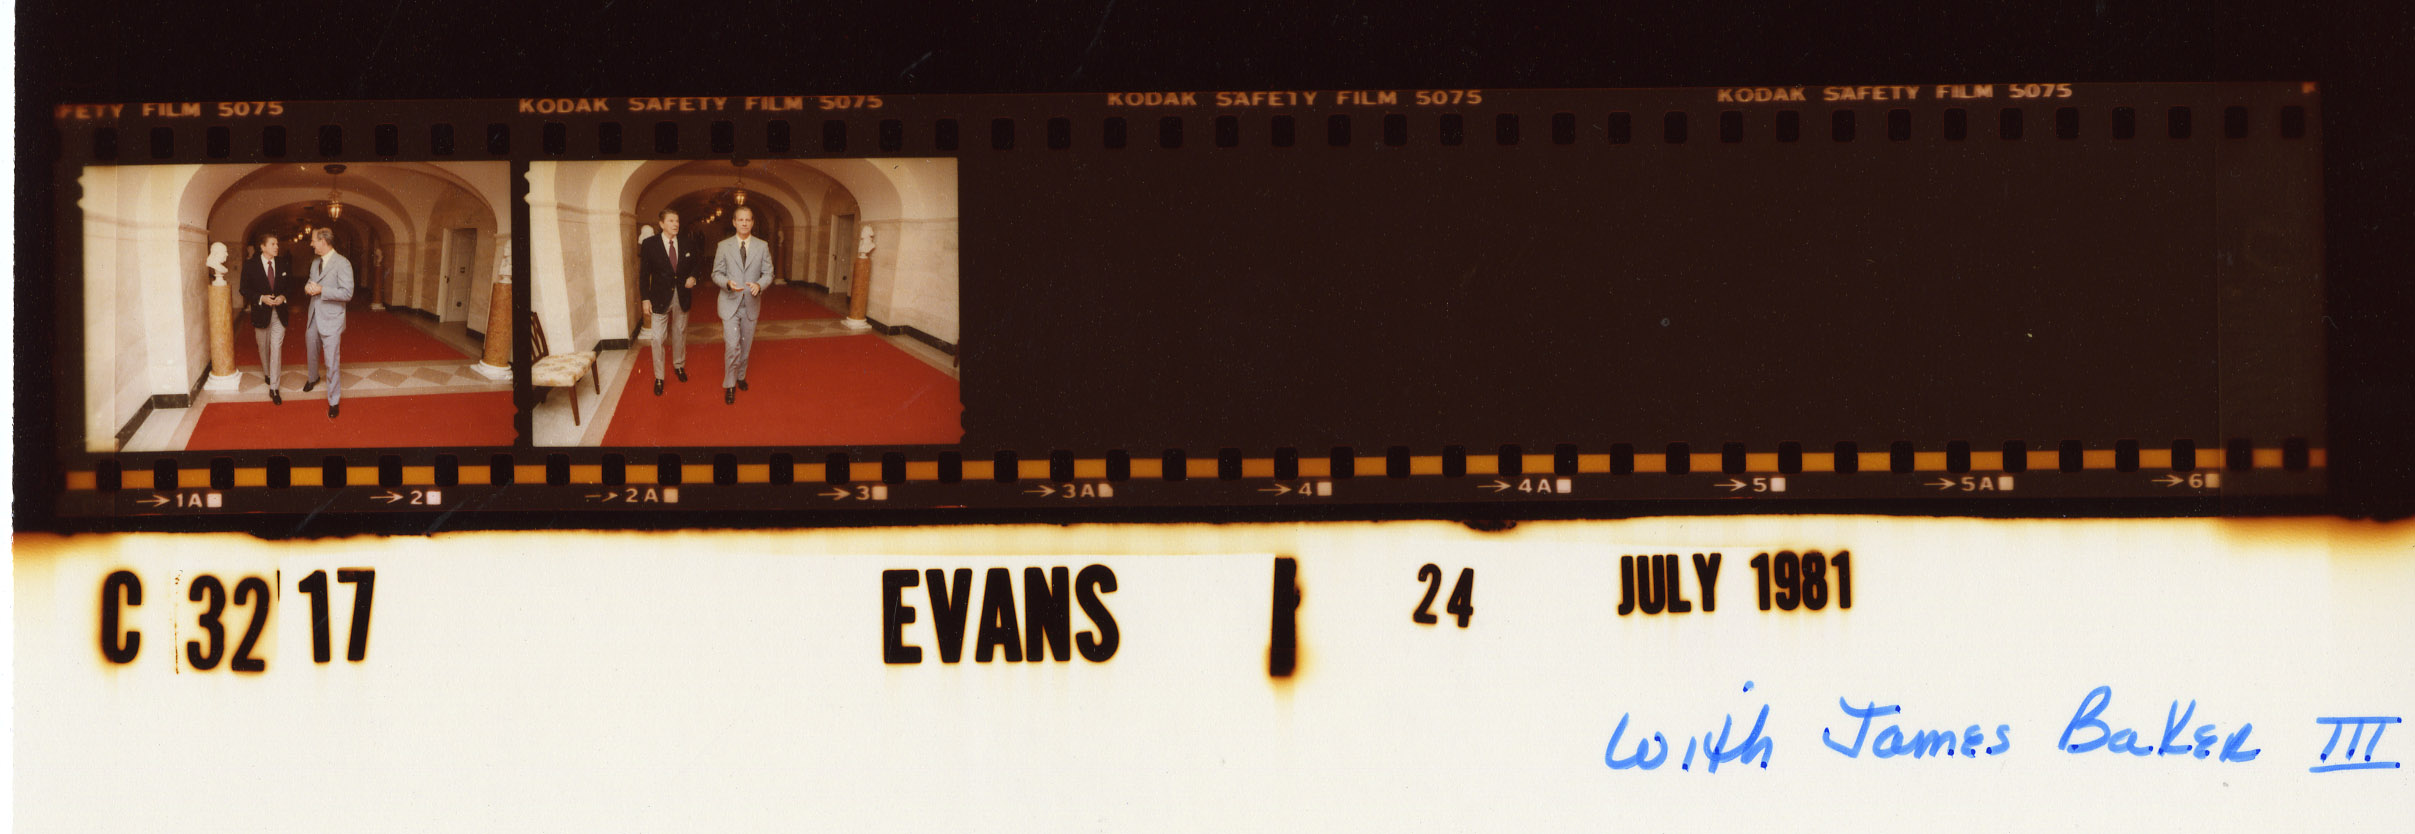 FETY FILM 5075 KODAK SAFETY FILM 5075 KODAK SAFETY FILM 5075 KODAK SAFETY FILM 5075
→1A →2 →2A →3 →3A →4 →4A →5 →5A →6
C 32 17 EVANS 24 JULY 1981
with James Baker III